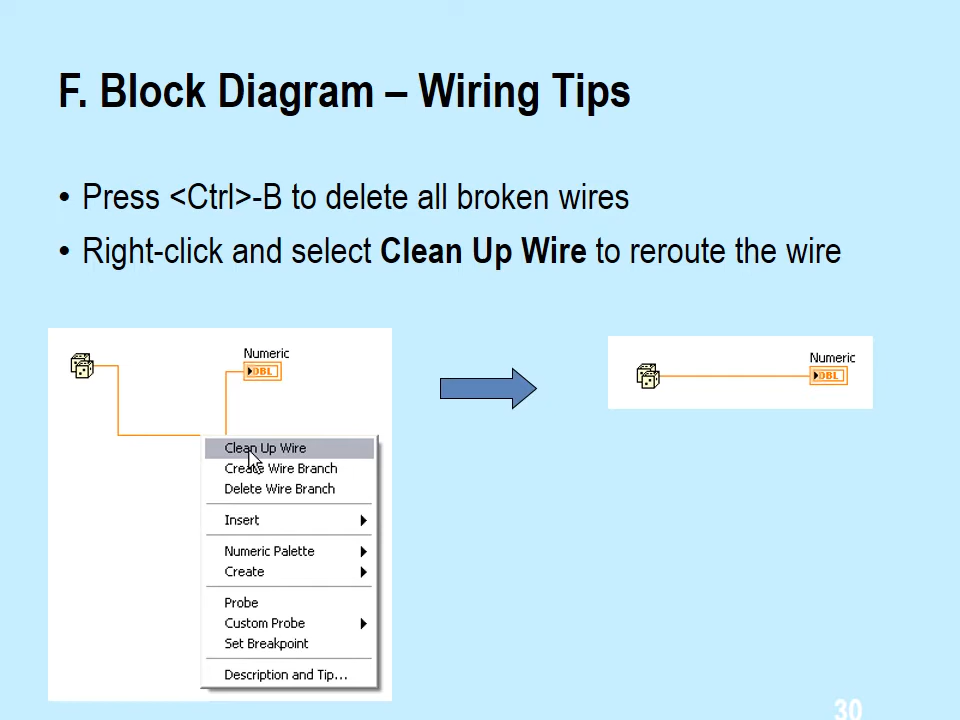 F. Block Diagram – Wiring Tips
• Press <Ctrl>-B to delete all broken wires
• Right-click and select Clean Up Wire to reroute the wire
Numeric
DBL
Clean Up Wire
Create Wire Branch
Delete Wire Branch
Insert
Numeric Palette
Create
Probe
Custom Probe
Set Breakpoint
Description and Tip...
Numeric
DBL
30